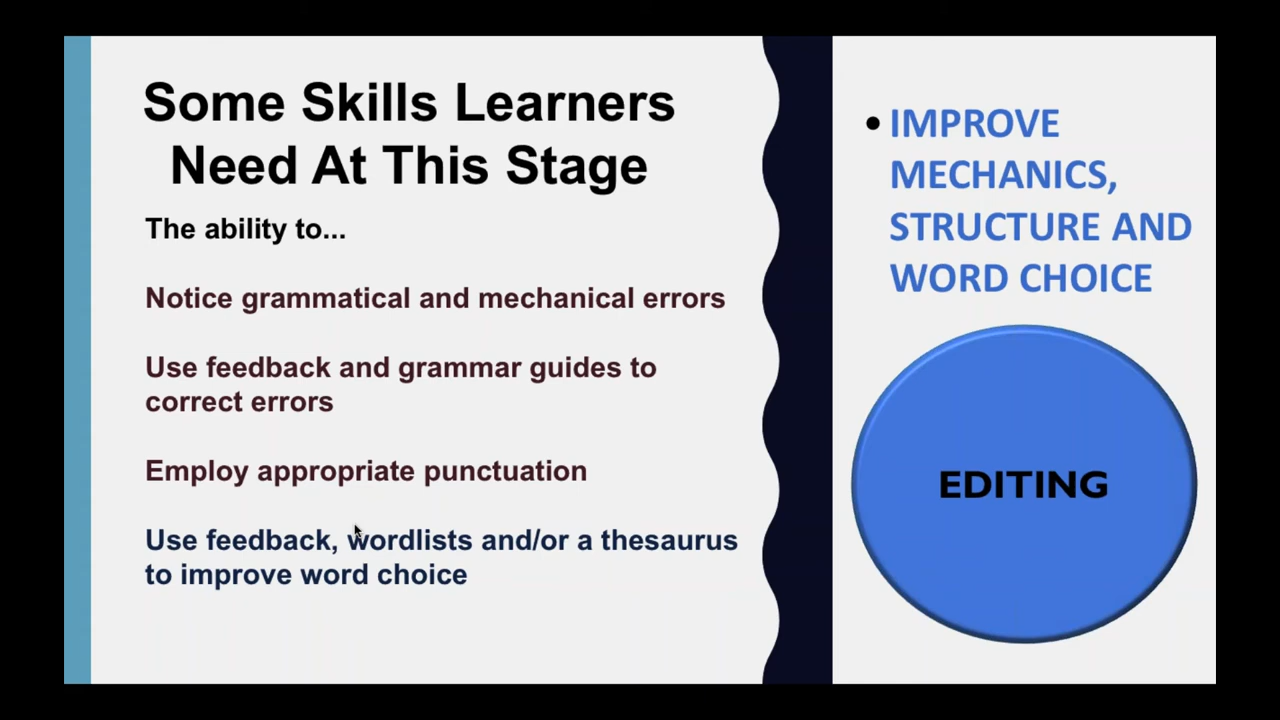 Some Skills Learners
Need At This Stage
The ability to...
Notice grammatical and mechanical errors
Use feedback and grammar guides to
correct errors
Employ appropriate punctuation
Use feedback, wordlists and/or a thesaurus
to improve word choice
• IMPROVE
MECHANICS,
STRUCTURE AND
WORD CHOICE
EDITING